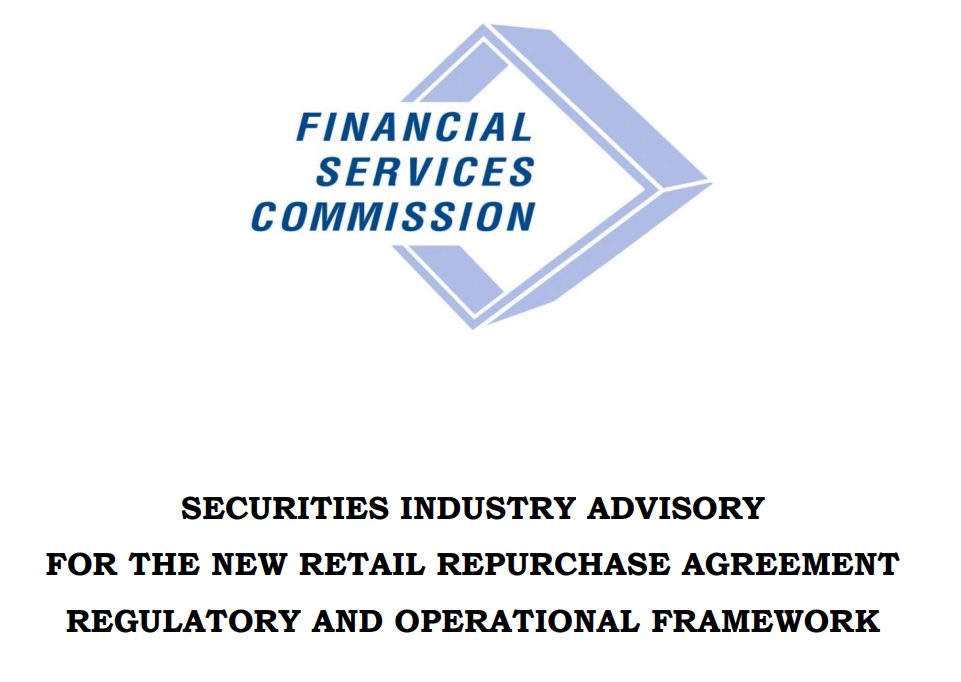 FINANCIAL
SERVICES
COMMISSION
SECURITIES INDUSTRY ADVISORY
FOR THE NEW RETAIL REPURCHASE AGREEMENT
REGULATORY AND OPERATIONAL FRAMEWORK